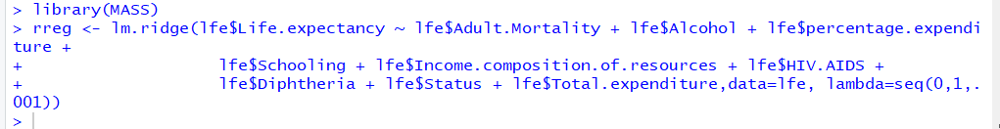 > library(MASS)
> rreg <- lm.ridge(lfe$Life.expectancy ~ lfe$Adult.Mortality + lfe$Alcohol + lfe$percentage.expendi
ture +
+                  lfe$Schooling + lfe$Income.composition.of.resources + lfe$HIV.AIDS +
+                  lfe$Diphtheria + lfe$Status + lfe$Total.expenditure,data=lfe, lambda=seq(0,1,.
001))
>